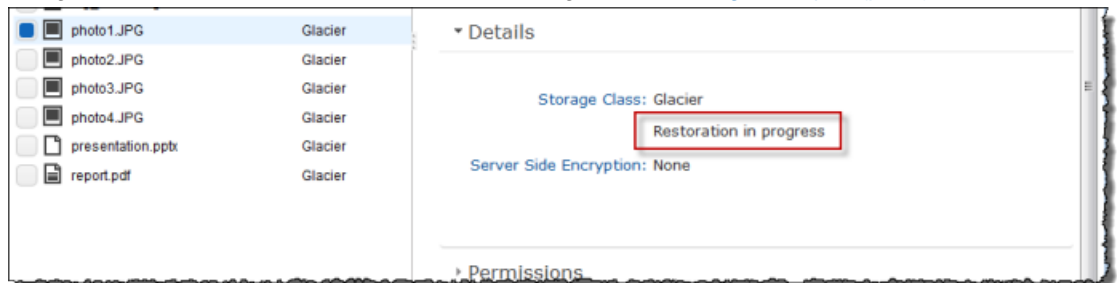 photo1.JPG Glacier
photo2.JPG Glacier
photo3.JPG Glacier
photo4.JPG Glacier
presentation.pptx Glacier
report.pdf Glacier
Details
Storage Class: Glacier
Restoration in progress
Server Side Encryption: None
Permissions